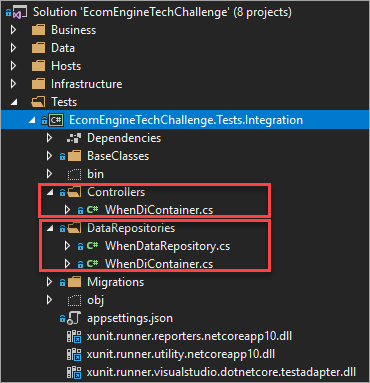 Solution 'EcomEngineTechChallenge' (8 projects)
Business
Data
Hosts
Infrastructure
Tests
C# EcomEngineTechChallenge.Tests.Integration
Dependencies
BaseClasses
bin
Controllers
C# WhenDiContainer.cs
DataRepositories
C# WhenDataRepository.cs
C# WhenDiContainer.cs
Migrations
obj
appsettings.json
xunit.runner.reporters.netcoreapp10.dll
xunit.runner.utility.netcoreapp10.dll
xunit.runner.visualstudio.dotnetcore.testadapter.dll